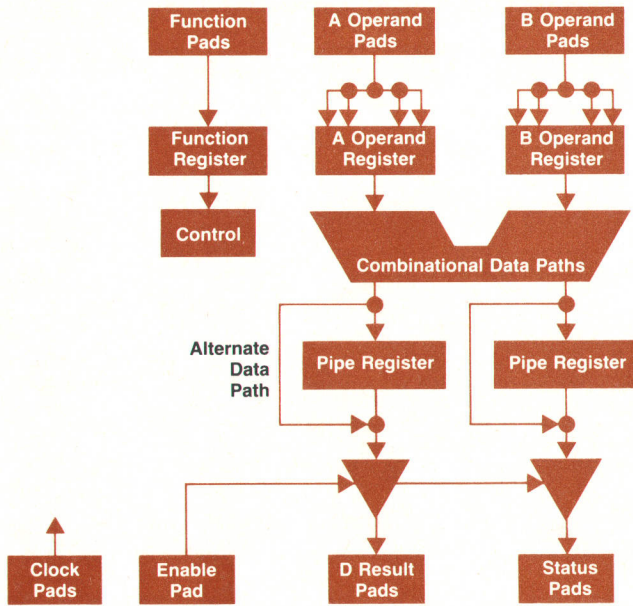 Function
Pads
A Operand
Pads
B Operand
Pads
Function
Register
A Operand
Register
B Operand
Register
Control
Combinational Data Paths
Alternate
Data
Path
Pipe Register
Pipe Register
Clock
Pads
Enable
Pad
D Result
Pads
Status
Pads